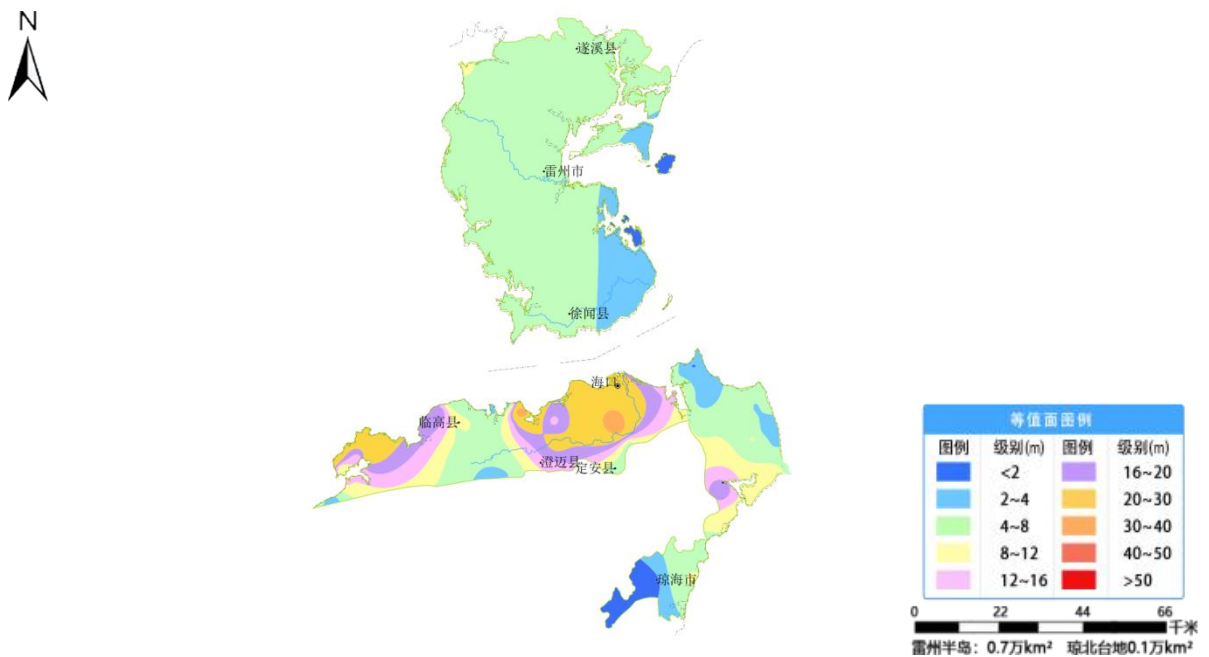 N
遂溪县
雷州市
徐闻县
海口
临高县
澄迈县
定安县
琼海市
等值面图例
图例 级别(m) 图例 级别(m)
<2 16~20
2~4 20~30
4~8 30~40
8~12 40~50
12~16 >50
0 22 44 66
千米
雷州半岛：0.7万km² 琼北台地0.1万km²